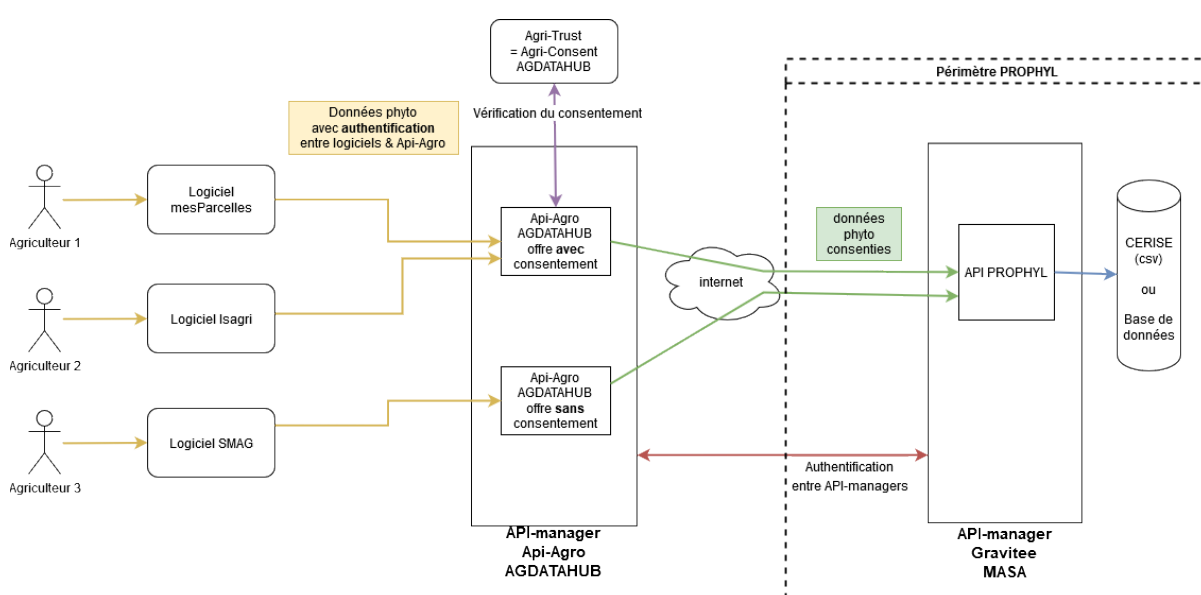 Agri-Trust
= Agri-Consent
AGDATAHUB
Périmètre PROPHYL
Données phyto
avec authentification
entre logiciels & Api-Agro
Vérification du consentement
Agriculteur 1
Logiciel
mesParcelles
Api-Agro
AGDATAHUB
offre avec
consentement
données
phyto
consenties
internet
API PROPHYL
CERISE
(csv)
ou
Base de
données
Agriculteur 2
Logiciel Isagri
Api-Agro
AGDATAHUB
offre sans
consentement
Agriculteur 3
Logiciel SMAG
Authentification
entre API-managers
API-manager
Api-Agro
AGDATAHUB
API-manager
Gravitee
MASA